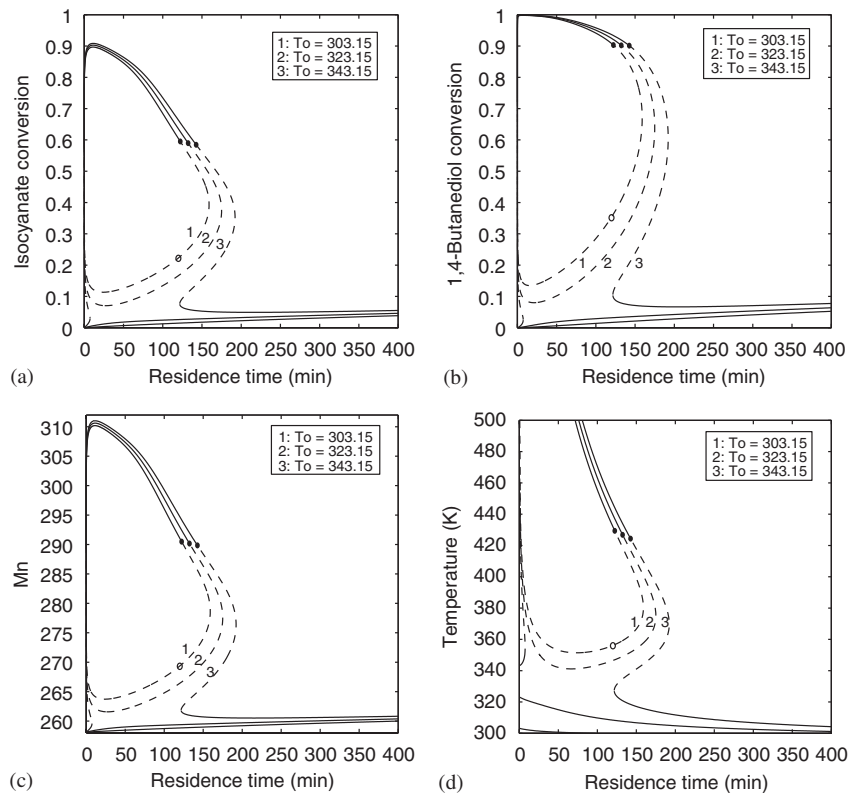 1: To = 303.15
2: To = 323.15
3: To = 343.15
Isocyanate conversion
1
0.9
0.8
0.7
0.6
0.5
0.4
0.3
0.2
0.1
0
1
2
3
0 50 100 150 200 250 300 350 400
Residence time (min)
(a)
1: To = 303.15
2: To = 323.15
3: To = 343.15
1,4-Butanediol conversion
1
0.9
0.8
0.7
0.6
0.5
0.4
0.3
0.2
0.1
0
1 2 3
0 50 100 150 200 250 300 350 400
Residence time (min)
(b)
1: To = 303.15
2: To = 323.15
3: To = 343.15
Mn
310
305
300
295
290
285
280
275
270
265
260
1
2
3
0 50 100 150 200 250 300 350 400
Residence time (min)
(c)
1: To = 303.15
2: To = 323.15
3: To = 343.15
Temperature (K)
500
480
460
440
420
400
380
360
340
320
300
1 2 3
0 50 100 150 200 250 300 350 400
Residence time (min)
(d)